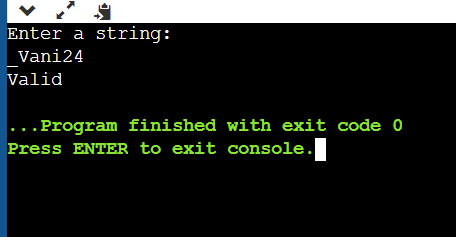 Enter a string:
_Vani24
Valid
...Program finished with exit code 0
Press ENTER to exit console.